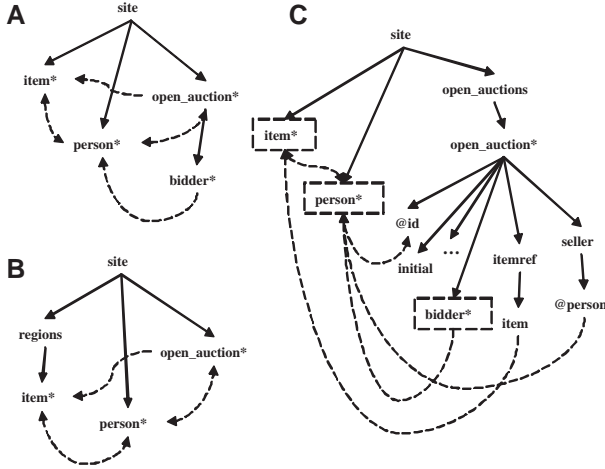 A
site
item*
open_auction*
person*
bidder*
B
site
regions
open_auction*
item*
person*
C
site
open_auctions
item*
open_auction*
person*
@id
seller
initial
...
itemref
bidder*
item
@person